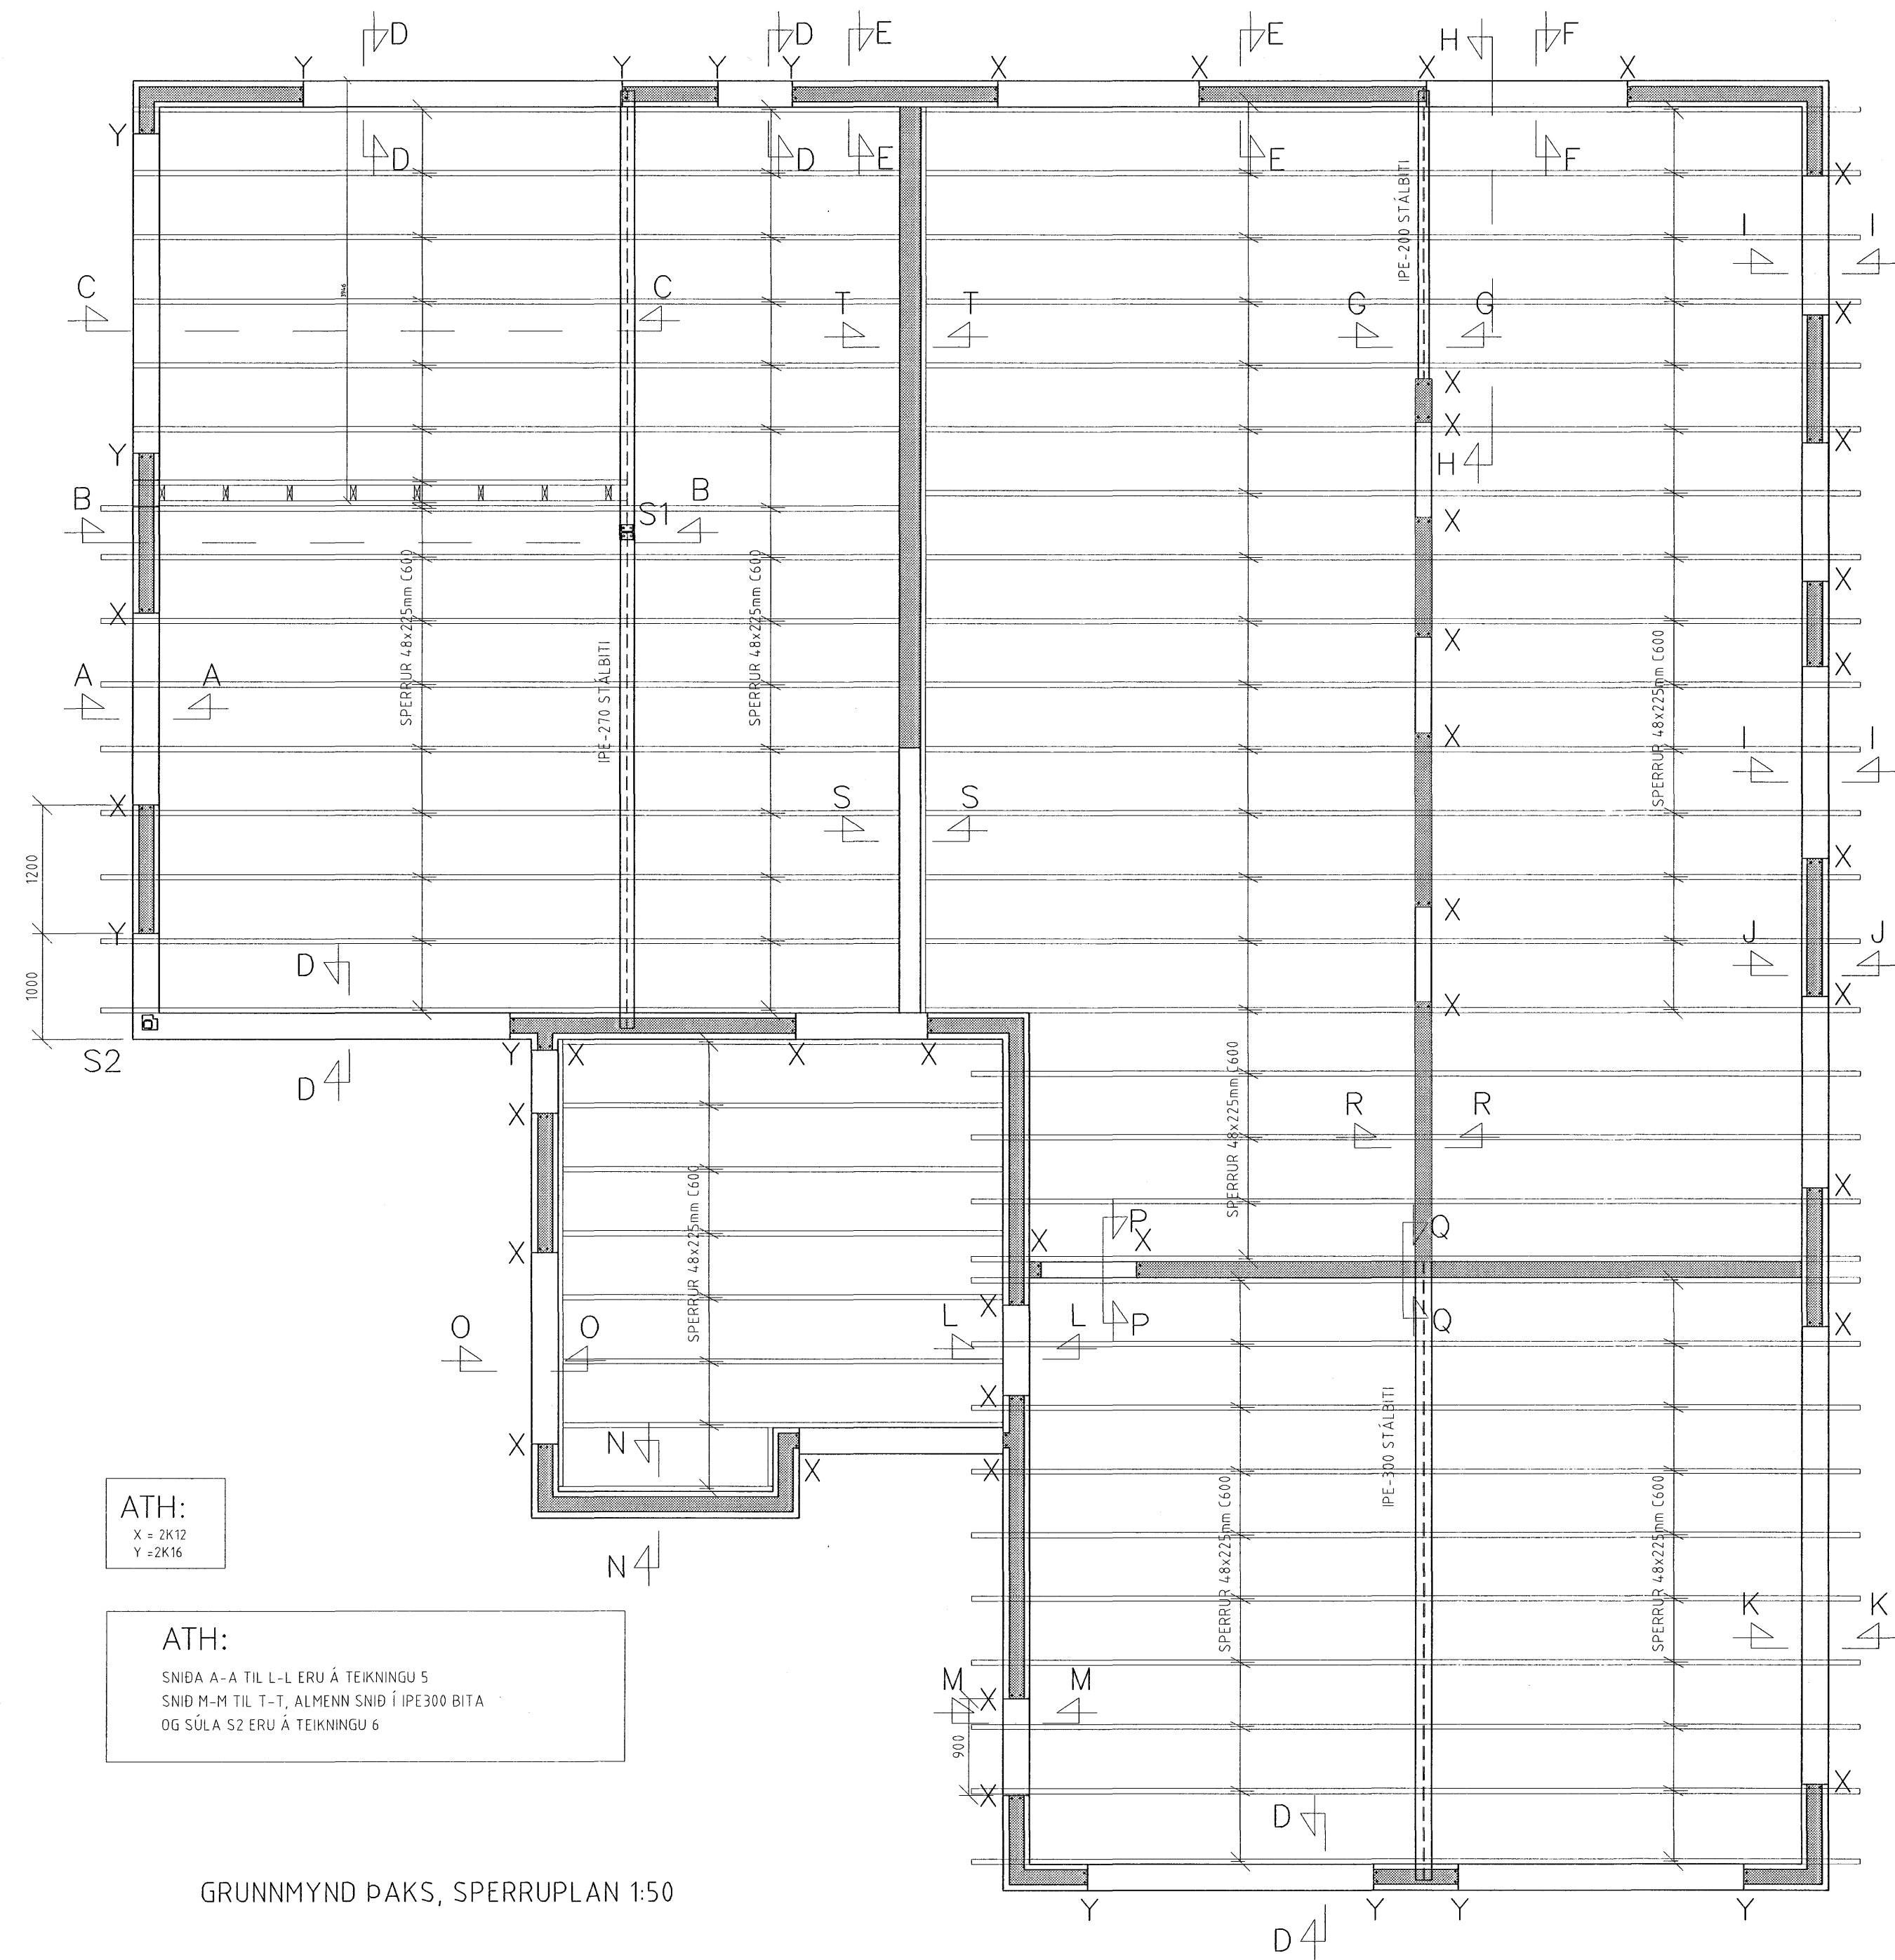 D D E E H F
Y Y Y Y X X X X
Y D D E E F X
IPE-200 STÁLBITI
I I
C C T T G G
3946
X X
X
Y H X
B S1 B
X
SPERRUR 48x225mm C600
SPERRUR 48x225mm C600
IPE-270 STÁLBITI
SPERRUR 48x225mm C600
X
X X
X
A A
X I I
X S S
1200
X
X
Y D J J
1000
X X
S2 Y X X X
D
SPERRUR 48x225mm C600
X
R R
SPERRUR 48x225mm C600
X
P Q
X X X
X
O O X L L P Q
X
X
IPE-300 STÁLBITI
X N X X
SPERRUR 48x225mm C600
SPERRUR 48x225mm C600
N
K K
M M
X
900
X
X
D
Y Y Y Y
D
ATH:
X = 2K12
Y =2K16
ATH:
SNIÐA A-A TIL L-L ERU Á TEIKNINGU 5
SNIÐ M-M TIL T-T, ALMENN SNIÐ Í IPE300 BITA
OG SÚLA S2 ERU Á TEIKNINGU 6
GRUNNMYND ÞAKS, SPERRUPLAN 1:50